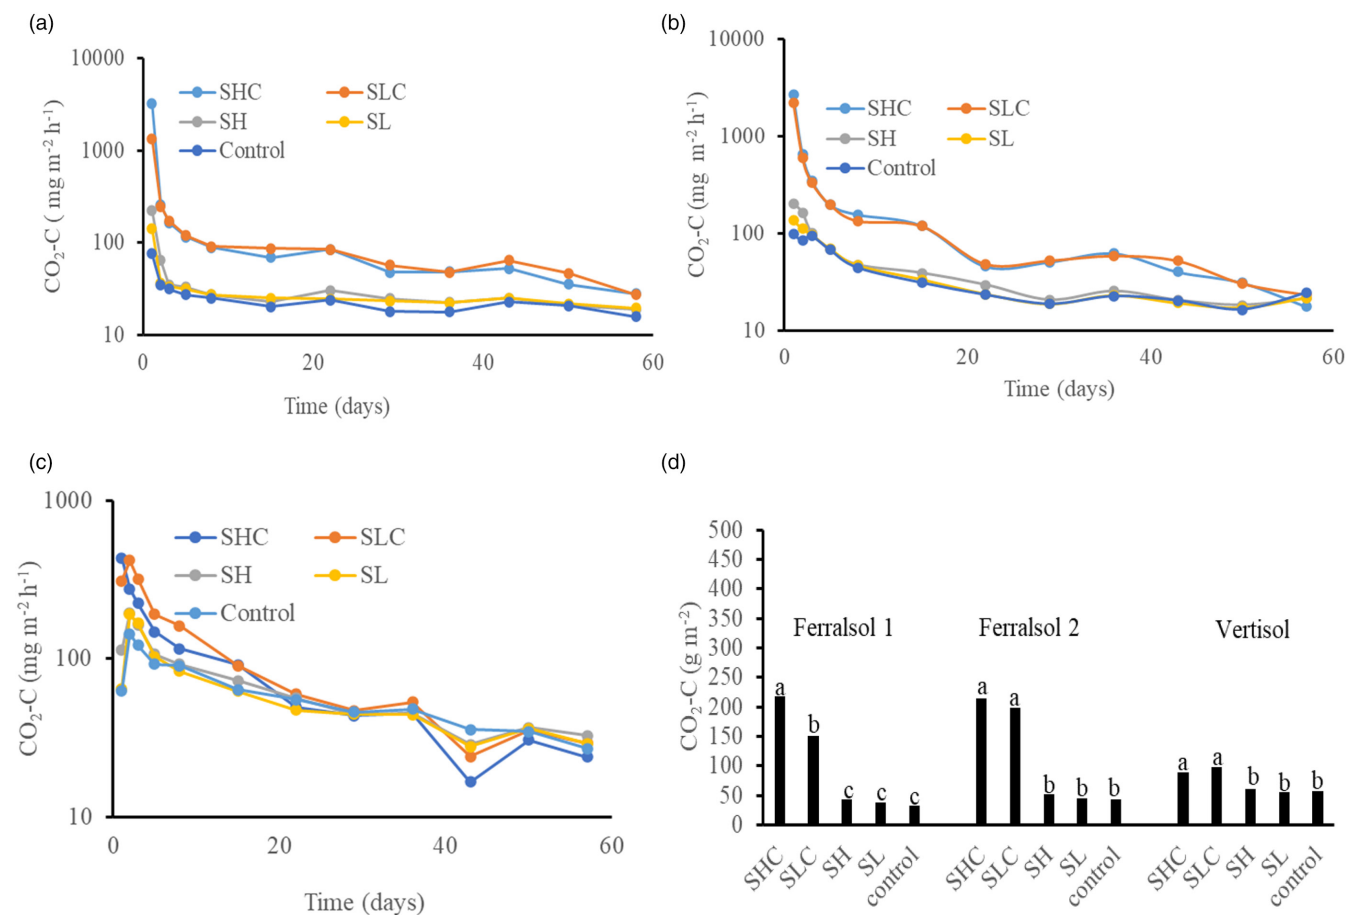 (a)
10000
1000
100
10
CO₂-C ( mg m⁻² h⁻¹)
SHC SLC
SH SL
Control
0 20 40 60
Time (days)
(b)
10000
1000
100
10
CO₂-C (mg m⁻² h⁻¹)
SHC SLC
SH SL
Control
0 20 40 60
Time (days)
(c)
1000
100
10
CO₂-C (mg m⁻² h⁻¹)
SHC SLC
SH SL
Control
0 20 40 60
Time (days)
(d)
500
450
400
350
300
250
200
150
100
50
0
CO₂-C (g m⁻²)
Ferralsol 1 Ferralsol 2 Vertisol
a b c c c a a b b b a a b b b
SHC SLC SH SL control SHC SLC SH SL control SHC SLC SH SL control